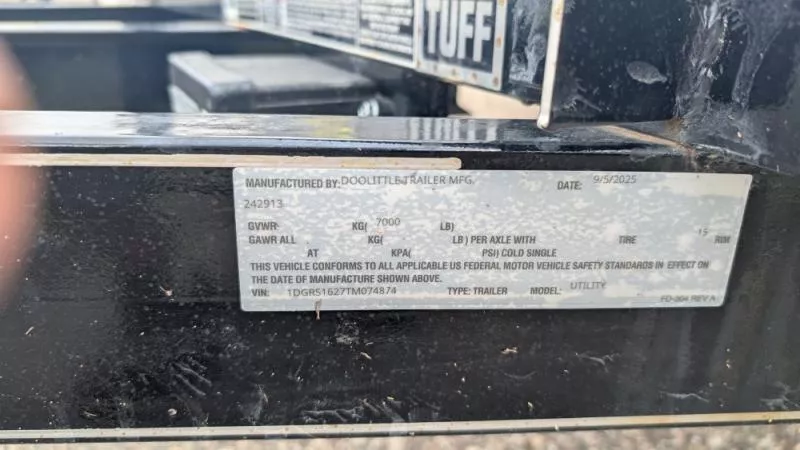 TUFF
MANUFACTURED BY: DOOLITTLE TRAILER MFG. DATE: 9/5/2025
242913
GVWR KG( 7000 LB)
GAWR ALL KG( LB ) PER AXLE WITH TIRE 15 RIM
AT KPA( PSI) COLD SINGLE
THIS VEHICLE CONFORMS TO ALL APPLICABLE US FEDERAL MOTOR VEHICLE SAFETY STANDARDS IN EFFECT ON
THE DATE OF MANUFACTURE SHOWN ABOVE.
VIN: 1DGRS1627TM074874 TYPE: TRAILER MODEL: UTILITY
FD-304 REV A